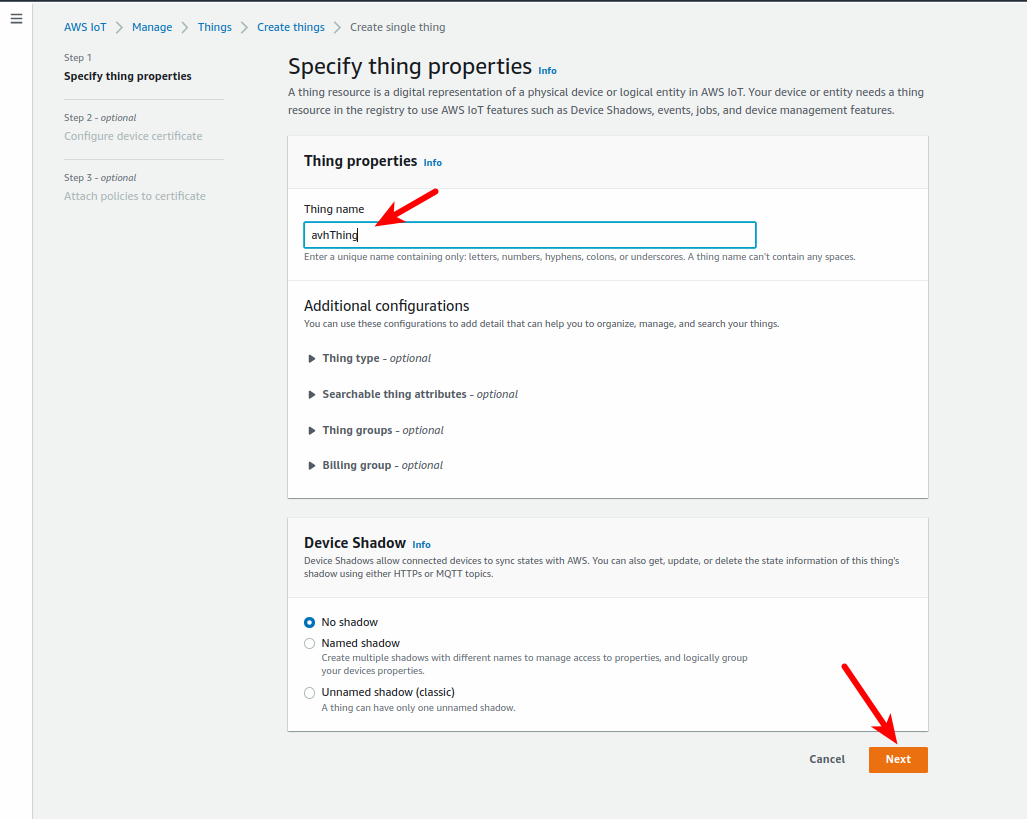 AWS IoT > Manage > Things > Create things > Create single thing
Step 1
Specify thing properties
Step 2 - optional
Configure device certificate
Step 3 - optional
Attach policies to certificate
Specify thing properties Info
A thing resource is a digital representation of a physical device or logical entity in AWS IoT. Your device or entity needs a thing
resource in the registry to use AWS IoT features such as Device Shadows, events, jobs, and device management features.
Thing properties Info
Thing name
avhThing
Enter a unique name containing only: letters, numbers, hyphens, colons, or underscores. A thing name can't contain any spaces.
Additional configurations
You can use these configurations to add detail that can help you to organize, manage, and search your things.
Thing type - optional
Searchable thing attributes - optional
Thing groups - optional
Billing group - optional
Device Shadow Info
Device Shadows allow connected devices to sync states with AWS. You can also get, update, or delete the state information of this thing's
shadow using either HTTPs or MQTT topics.
No shadow
Named shadow
Create multiple shadows with different names to manage access to properties, and logically group
your devices properties.
Unnamed shadow (classic)
A thing can have only one unnamed shadow.
Cancel Next